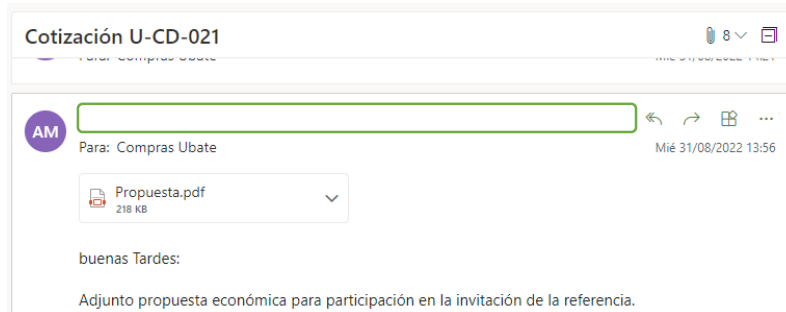 Cotización U-CD-021
8
AM
Para: Compras Ubate
Mié 31/08/2022 13:56
Propuesta.pdf
218 KB
buenas Tardes:
Adjunto propuesta económica para participación en la invitación de la referencia.